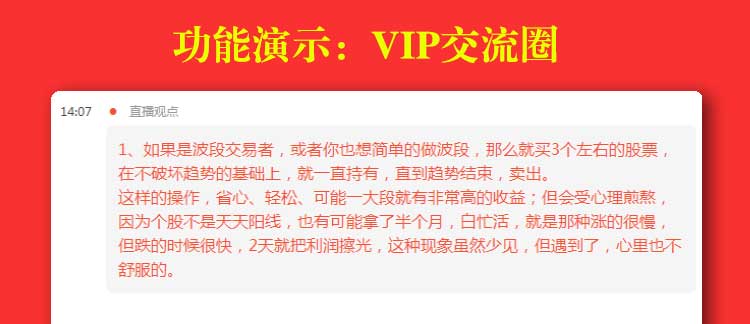 功能演示：VIP交流圈
14:07 直播观点
1、如果是波段交易者，或者你也想简单的做波段，那么就买3个左右的股票，
在不破坏趋势的基础上，就一直持有，直到趋势结束，卖出。
这样的操作，省心、轻松、可能一大段就有非常高的收益；但会受心理煎熬，
因为个股不是天天阳线，也有可能拿了半个月，白忙活，就是那种涨的很慢，
但跌的时候很快，2天就把利润擦光，这种现象虽然少见，但遇到了，心里也不
舒服的。